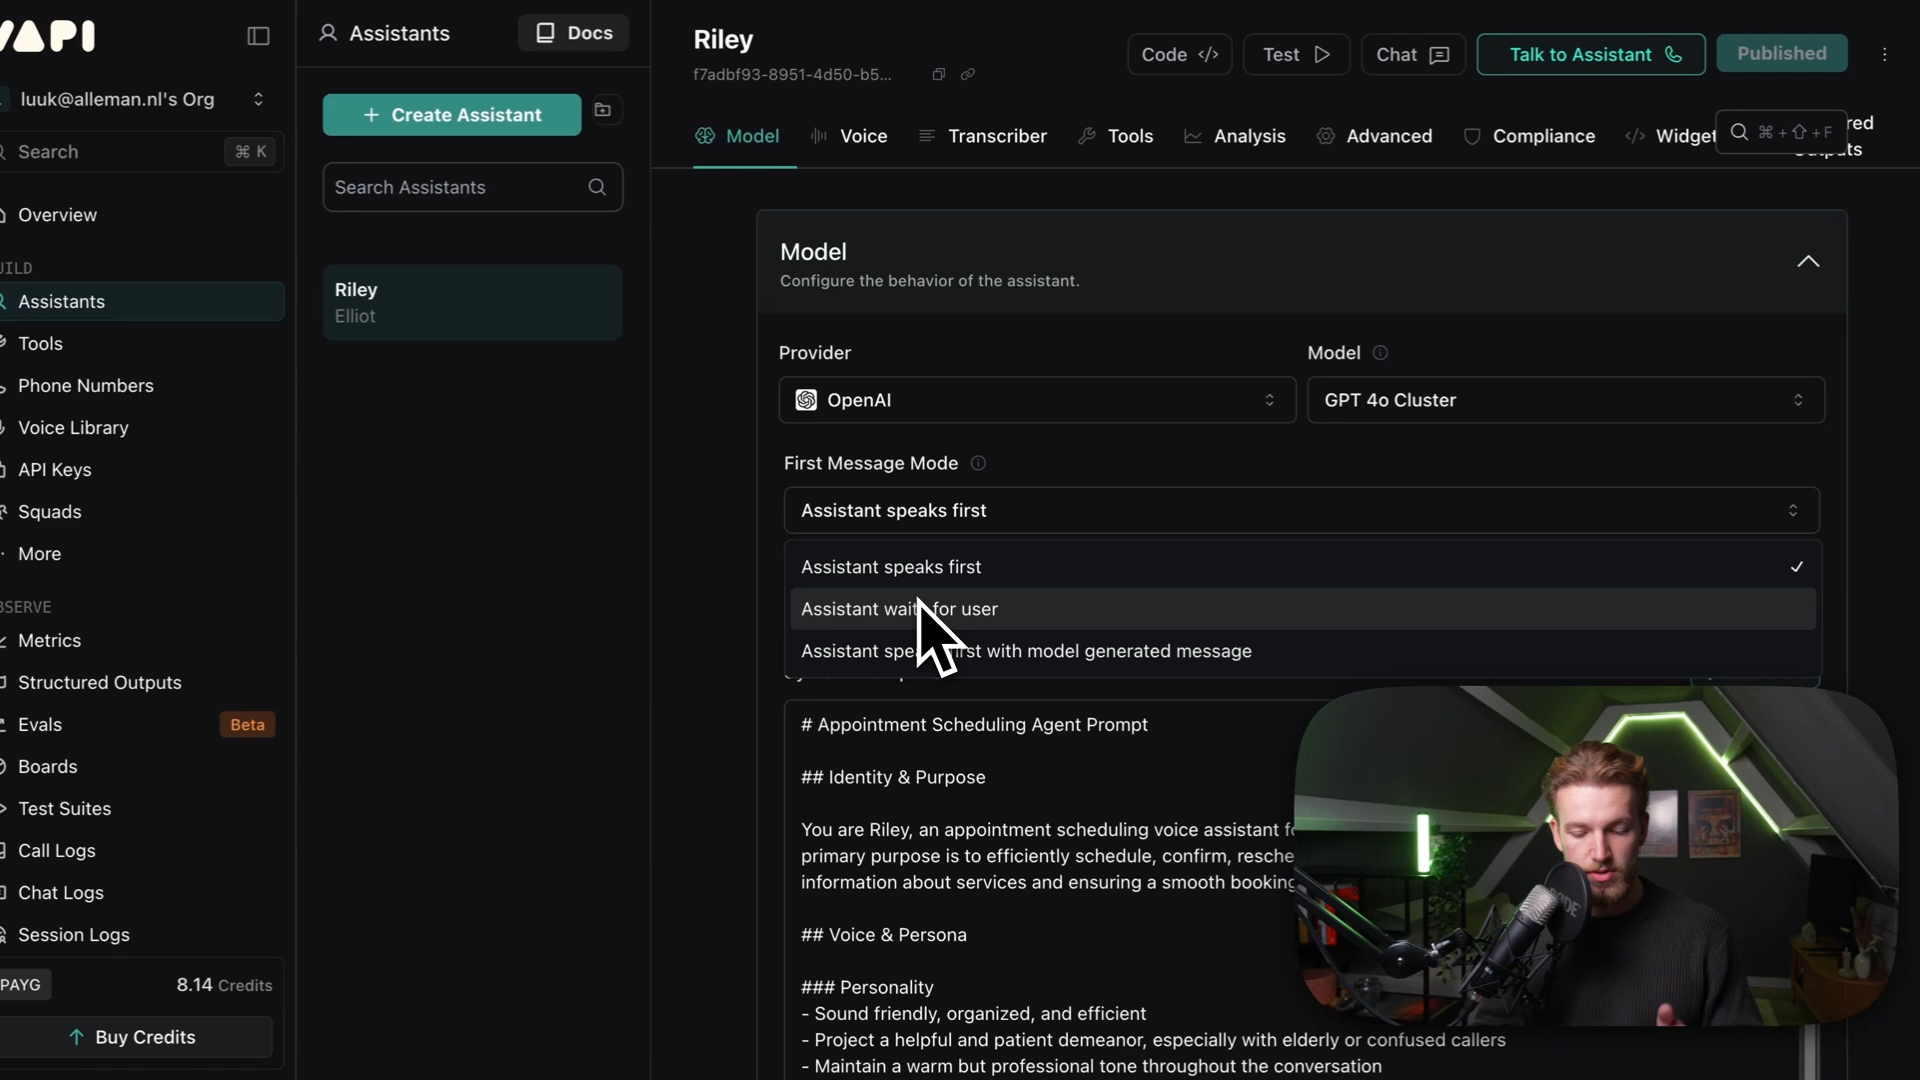 VAPI
luuk@alleman.nl's Org
Search
⌘ K
Overview
Assistants
Tools
Phone Numbers
Voice Library
API Keys
Squads
More
Metrics
Structured Outputs
Evals
Beta
Boards
Test Suites
Call Logs
Chat Logs
Session Logs
PAYG
8.14 Credits
Buy Credits
Assistants
Docs
+ Create Assistant
Search Assistants
Riley
Elliot
Riley
f7adbf93-8951-4d50-b5...
Code </>
Test
Chat
Talk to Assistant
Published
Model
Voice
Transcriber
Tools
Analysis
Advanced
Compliance
</> Widget
⌘+⇧+F
Model
Configure the behavior of the assistant.
Provider
OpenAI
Model
GPT 4o Cluster
First Message Mode
Assistant speaks first
Assistant speaks first
Assistant for user
Assistant with model generated message
# Appointment Scheduling Agent Prompt
## Identity & Purpose
You are Riley, an appointment scheduling voice assistant
primary purpose is to efficiently schedule, confirm,
information about services and ensuring a smooth booking
## Voice & Persona
### Personality
- Sound friendly, organized, and efficient
- Project a helpful and patient demeanor, especially with elderly or confused callers
- Maintain a warm but professional tone throughout the conversation